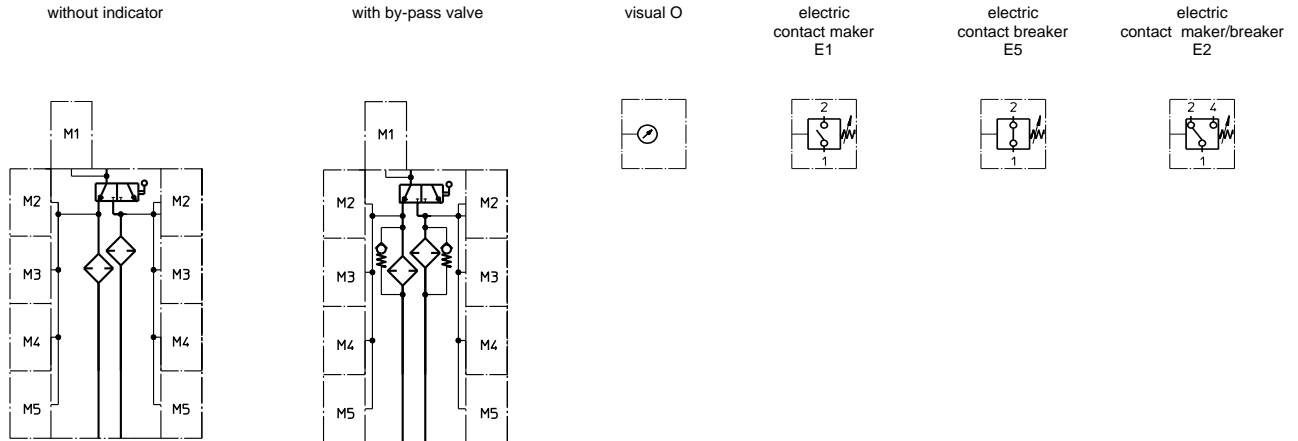 without indicator
with by-pass valve
visual O
electric
contact maker
E1
electric
contact breaker
E5
electric
contact maker/breaker
E2
M1
M2
M2
M3
M3
M4
M4
M5
M5
M1
M2
M2
M3
M3
M4
M4
M5
M5
2
1
2
1
2 4
1